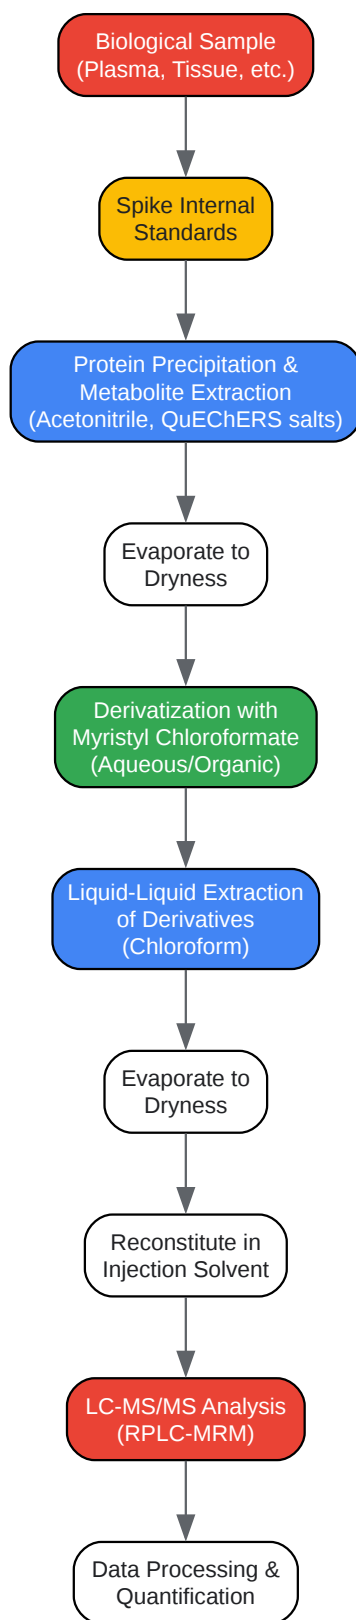 Biological Sample
(Plasma, Tissue, etc.)
Spike Internal
Standards
Protein Precipitation &
Metabolite Extraction
(Acetonitrile, QuEChERS salts)
Evaporate to
Dryness
Derivatization with
Myristyl Chloroformate
(Aqueous/Organic)
Liquid-Liquid Extraction
of Derivatives
(Chloroform)
Evaporate to
Dryness
Reconstitute in
Injection Solvent
LC-MS/MS Analysis
(RPLC-MRM)
Data Processing &
Quantification